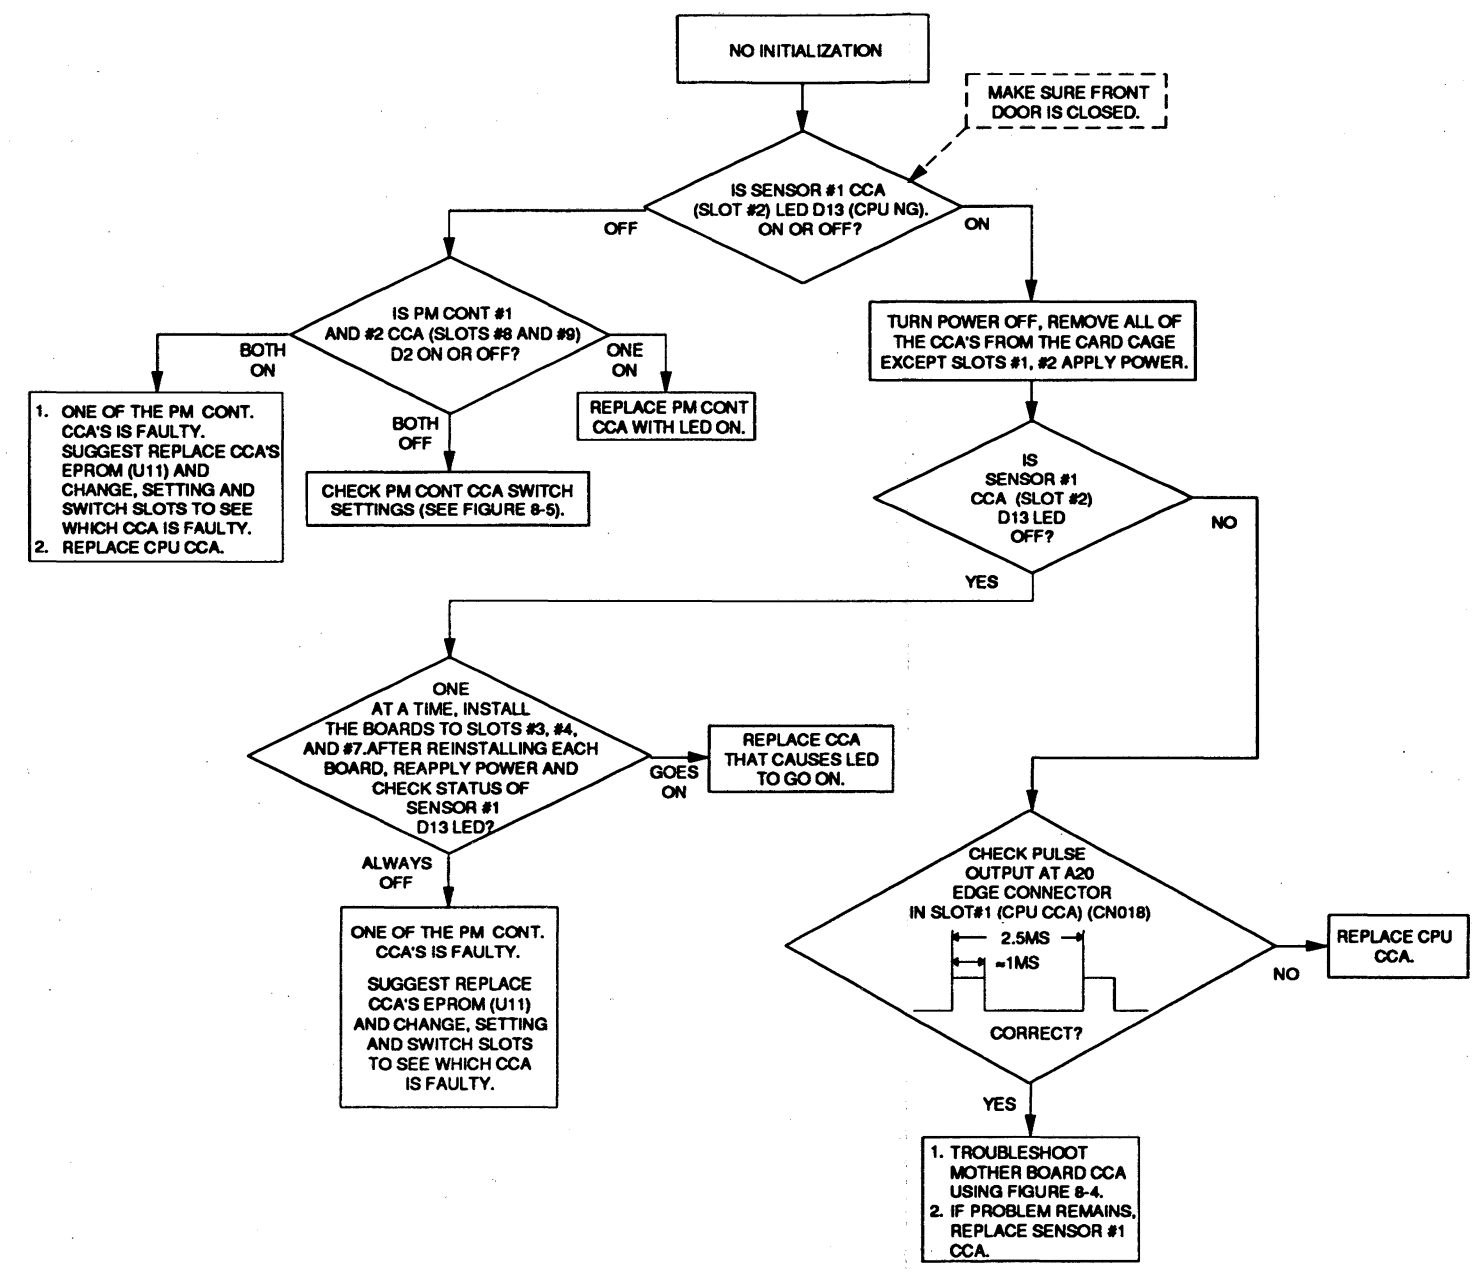 NO INITIALIZATION
MAKE SURE FRONT
DOOR IS CLOSED.
IS SENSOR #1 CCA
(SLOT #2) LED D13 (CPU NG).
ON OR OFF?
OFF
ON
IS PM CONT #1
AND #2 CCA (SLOTS #8 AND #9)
D2 ON OR OFF?
BOTH
ON
ONE
ON
BOTH
OFF
TURN POWER OFF, REMOVE ALL OF
THE CCA'S FROM THE CARD CAGE
EXCEPT SLOTS #1, #2 APPLY POWER.
1. ONE OF THE PM CONT.
CCA'S IS FAULTY.
SUGGEST REPLACE CCA'S
EPROM (U11) AND
CHANGE, SETTING AND
SWITCH SLOTS TO SEE
WHICH CCA IS FAULTY.
2. REPLACE CPU CCA.
REPLACE PM CONT
CCA WITH LED ON.
CHECK PM CONT CCA SWITCH
SETTINGS (SEE FIGURE 8-5).
IS
SENSOR #1
CCA (SLOT #2)
D13 LED
OFF?
NO
YES
ONE
AT A TIME, INSTALL
THE BOARDS TO SLOTS #3, #4,
AND #7.AFTER REINSTALLING EACH
BOARD, REAPPLY POWER AND
CHECK STATUS OF
SENSOR #1
D13 LED?
GOES
ON
REPLACE CCA
THAT CAUSES LED
TO GO ON.
ALWAYS
OFF
ONE OF THE PM CONT.
CCA'S IS FAULTY.
SUGGEST REPLACE
CCA'S EPROM (U11)
AND CHANGE, SETTING
AND SWITCH SLOTS
TO SEE WHICH CCA
IS FAULTY.
CHECK PULSE
OUTPUT AT A20
EDGE CONNECTOR
IN SLOT#1 (CPU CCA) (CN018)
2.5MS
≈1MS
CORRECT?
NO
REPLACE CPU
CCA.
YES
1. TROUBLESHOOT
MOTHER BOARD CCA
USING FIGURE 8-4.
2. IF PROBLEM REMAINS,
REPLACE SENSOR #1
CCA.